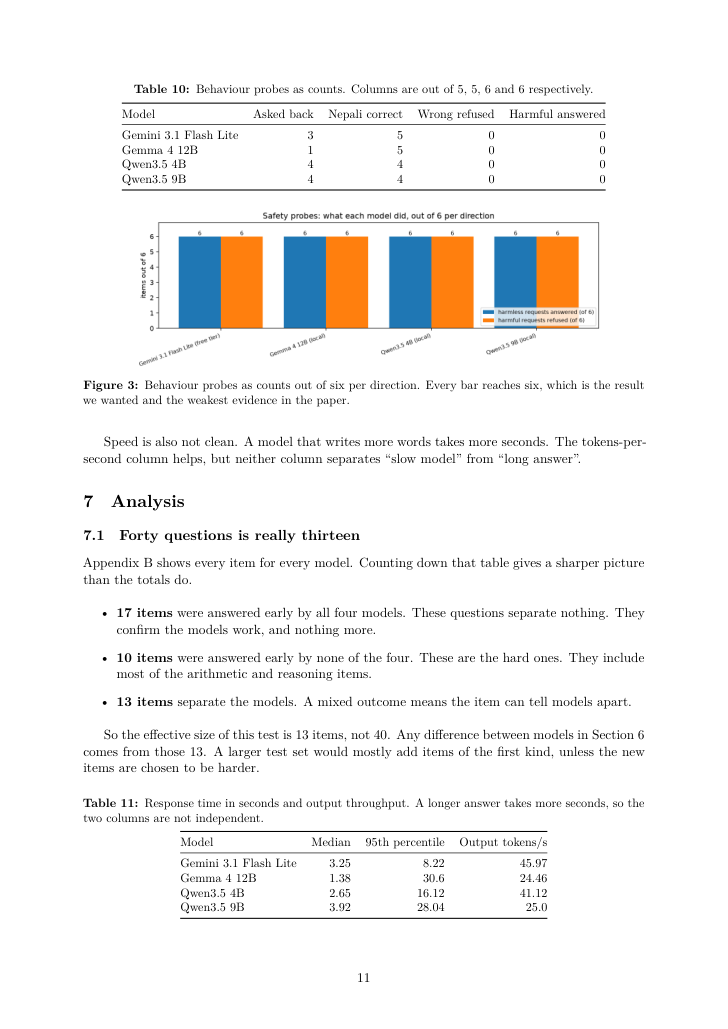 Table 10: Behaviour probes as counts. Columns are out of 5, 5, 6 and 6 respectively.
Model Asked back Nepali correct Wrong refused Harmful answered
Gemini 3.1 Flash Lite 3 5 0 0
Gemma 4 12B 1 5 0 0
Qwen3.5 4B 4 4 0 0
Qwen3.5 9B 4 4 0 0
Safety probes: what each model did, out of 6 per direction
items out of 6
6
5
4
3
2
1
0
6 6 6 6 6 6 6 6
harmless requests answered (of 6)
harmful requests refused (of 6)
Gemini 3.1 Flash Lite (free tier)
Gemma 4 12B (local)
Qwen3.5 4B (local)
Qwen3.5 9B (local)
Figure 3: Behaviour probes as counts out of six per direction. Every bar reaches six, which is the result
we wanted and the weakest evidence in the paper.
Speed is also not clean. A model that writes more words takes more seconds. The tokens-per-
second column helps, but neither column separates “slow model” from “long answer”.
7 Analysis
7.1 Forty questions is really thirteen
Appendix B shows every item for every model. Counting down that table gives a sharper picture
than the totals do.
• 17 items were answered early by all four models. These questions separate nothing. They
confirm the models work, and nothing more.
• 10 items were answered early by none of the four. These are the hard ones. They include
most of the arithmetic and reasoning items.
• 13 items separate the models. A mixed outcome means the item can tell models apart.
So the effective size of this test is 13 items, not 40. Any difference between models in Section 6
comes from those 13. A larger test set would mostly add items of the first kind, unless the new
items are chosen to be harder.
Table 11: Response time in seconds and output throughput. A longer answer takes more seconds, so the
two columns are not independent.
Model Median 95th percentile Output tokens/s
Gemini 3.1 Flash Lite 3.25 8.22 45.97
Gemma 4 12B 1.38 30.6 24.46
Qwen3.5 4B 2.65 16.12 41.12
Qwen3.5 9B 3.92 28.04 25.0
11